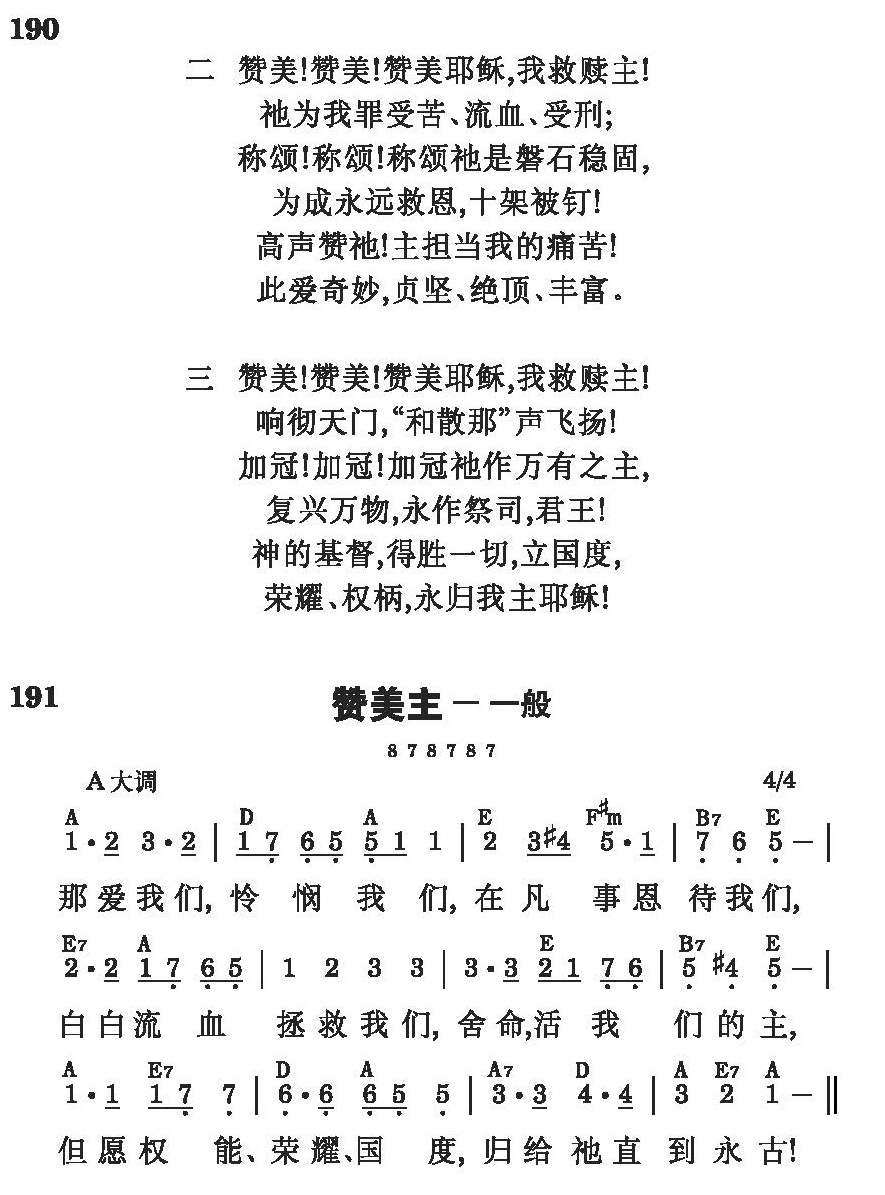 190
二 赞美!赞美!赞美耶稣,我救赎主!
祂为我罪受苦、流血、受刑;
称颂!称颂!称颂祂是磐石稳固,
为成永远救恩,十架被钉!
高声赞祂!主担当我的痛苦!
此爱奇妙,贞坚、绝顶、丰富。
三 赞美!赞美!赞美耶稣,我救赎主!
响彻天门,“和散那”声飞扬!
加冠!加冠!加冠祂作万有之主,
复兴万物,永作祭司,君王!
神的基督,得胜一切,立国度,
荣耀、权柄,永归我主耶稣!
191 赞美主 — 一般
8 7 8 7 8 7
A大调 4/4
A D A E F♯m B7 E
1·2 3·2 | 1 7 6 5 5 1 1 | 2 3♯4 5·1 | 7 6 5 — |
那爱我们,怜悯我们,在凡事恩待我们,
E7 A E B7 E
2·2 1 7 6 5 | 1 2 3 3 | 3·3 2 1 7 6 | 5 ♯4 5 — |
白白流血拯救我们,舍命,活我们的主,
A E7 D A A7 D A E7 A
1·1 1 7 7 | 6·6 6 5 5 | 3·3 4·4 | 3 2 1 — ‖
但愿权能、荣耀、国度,归给祂直到永古!